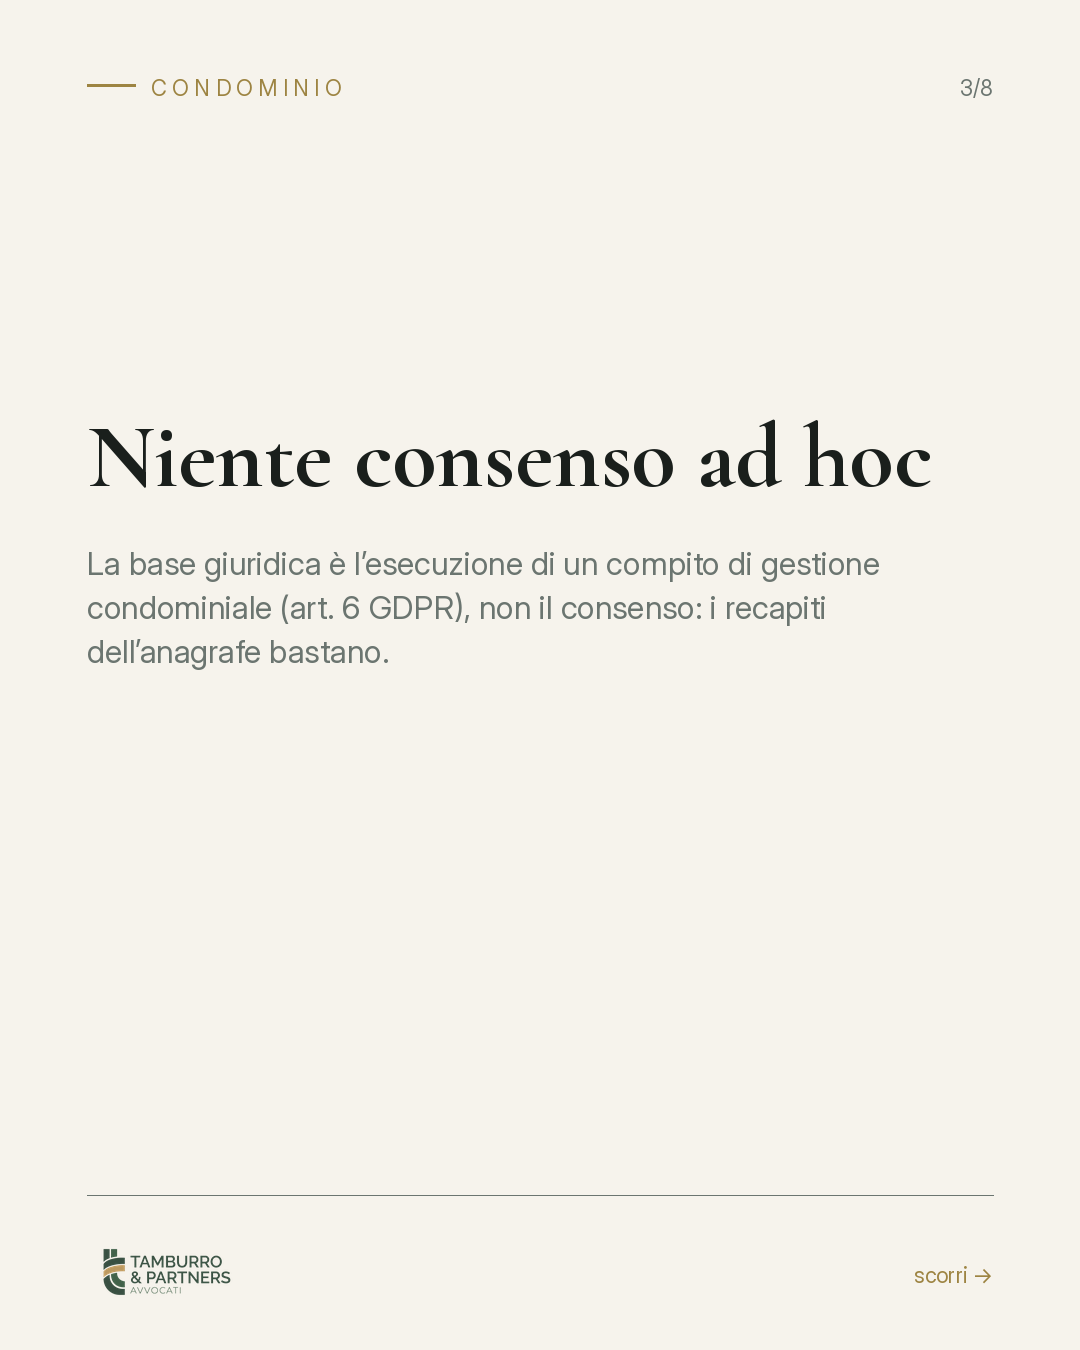 CONDOMINIO
3/8
Niente consenso ad hoc
La base giuridica è l’esecuzione di un compito di gestione
condominiale (art. 6 GDPR), non il consenso: i recapiti
dell’anagrafe bastano.
TAMBURRO
& PARTNERS
AVVOCATI
scorri →